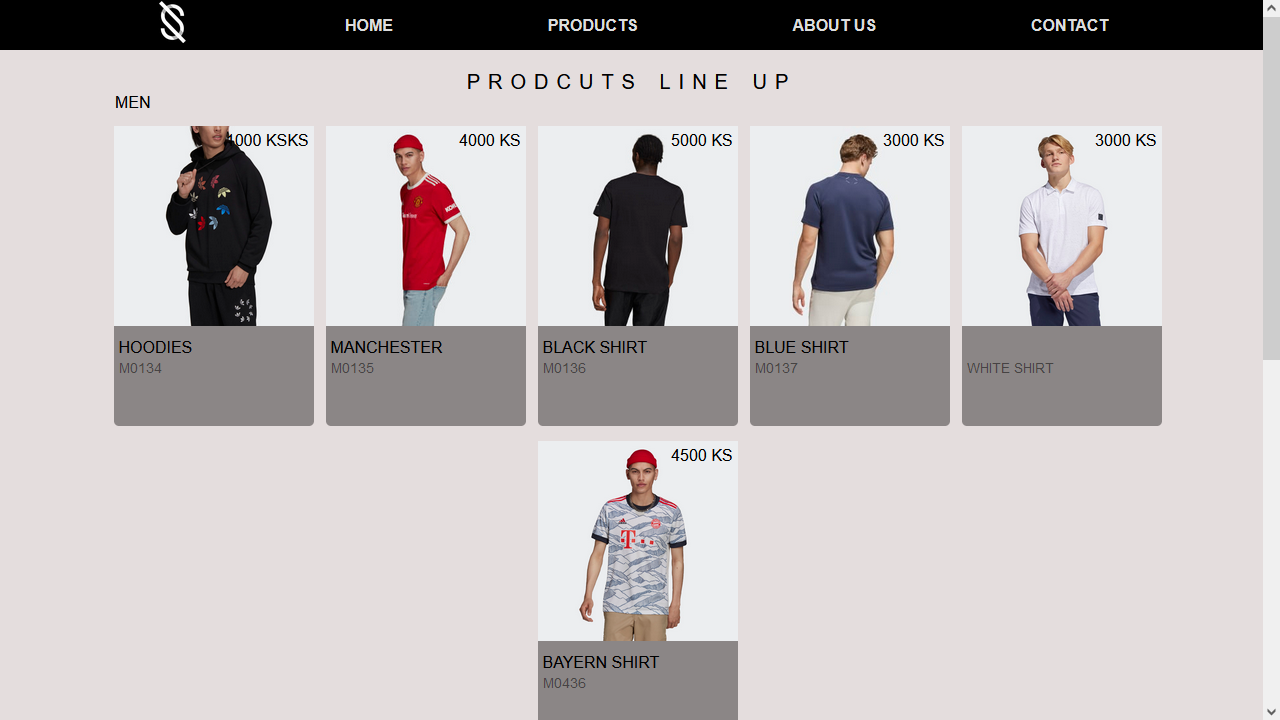 HOME
PRODUCTS
ABOUT US
CONTACT
PRODCUTS LINE UP
MEN
4000 KSKS
4000 KS
5000 KS
3000 KS
3000 KS
HOODIES
MANCHESTER
BLACK SHIRT
BLUE SHIRT
M0134
M0135
M0136
M0137
WHITE SHIRT
4500 KS
BAYERN SHIRT
M0436